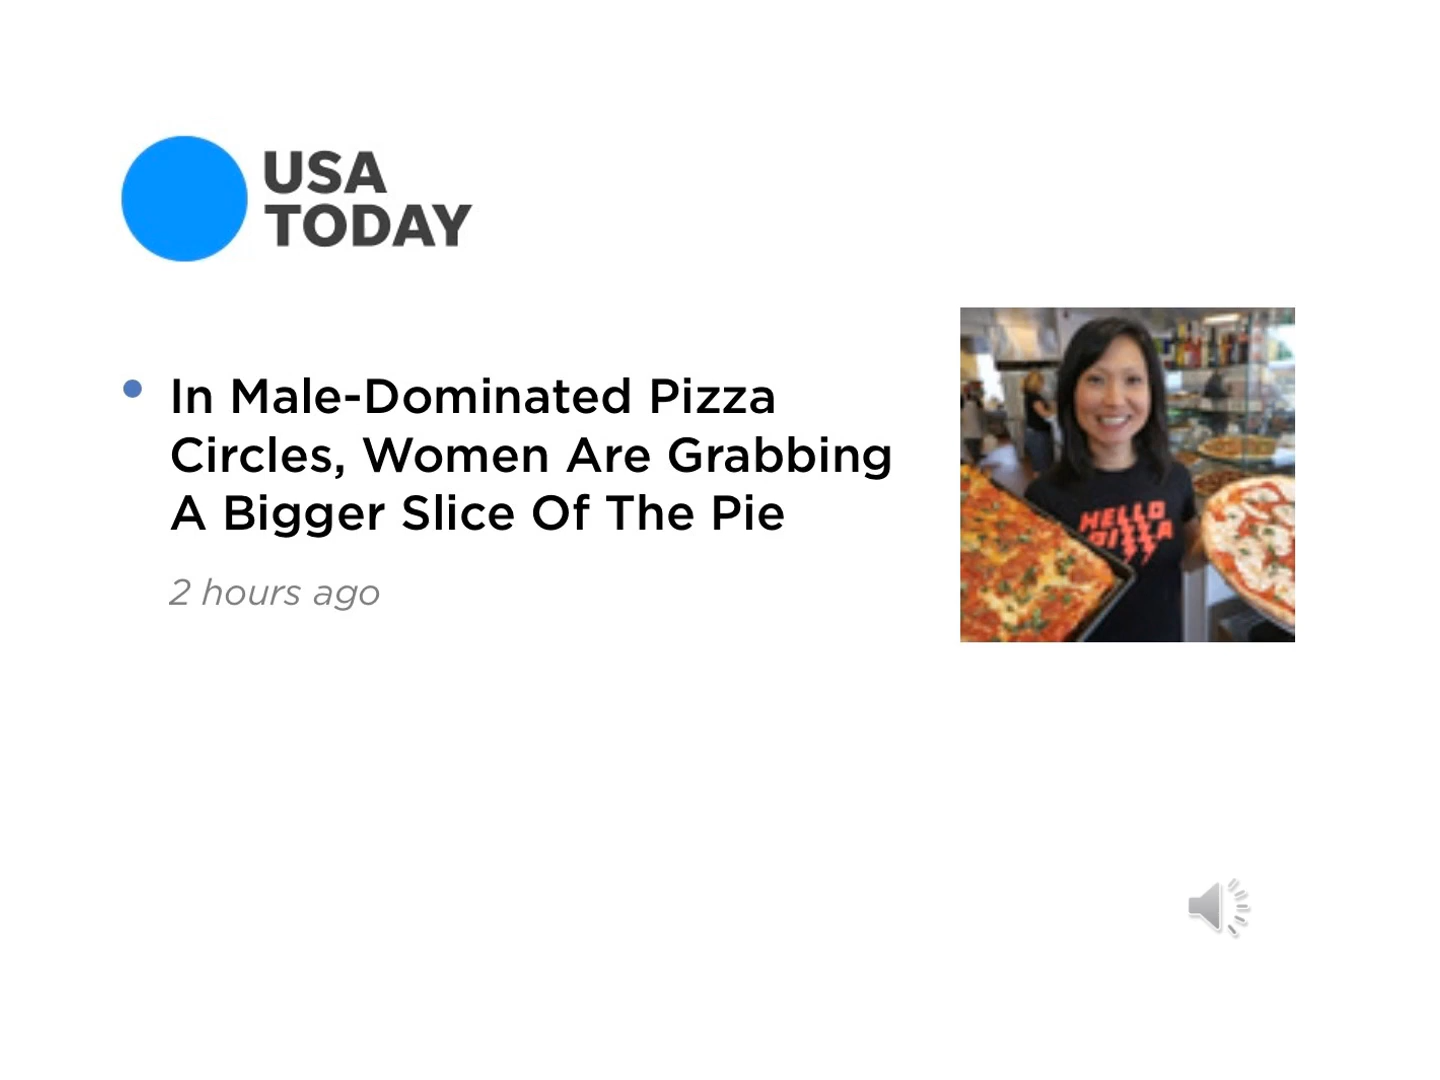 USA
TODAY
In Male-Dominated Pizza
Circles, Women Are Grabbing
A Bigger Slice Of The Pie
2 hours ago
HELLO
PIZZA